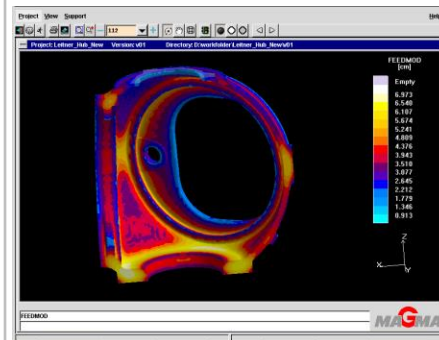 Project View Support
Help
112
Project: Leitner_Hub_New Version: v01 Directory: D:workfolder/Leitner_Hub_New/v01
FEEDMOD
[cm]
Empty
6.973
6.540
6.107
5.674
5.241
4.809
4.376
3.943
3.510
3.077
2.645
2.212
1.779
1.346
0.913
Z
X
Y
FEEDMOD
MAGMA